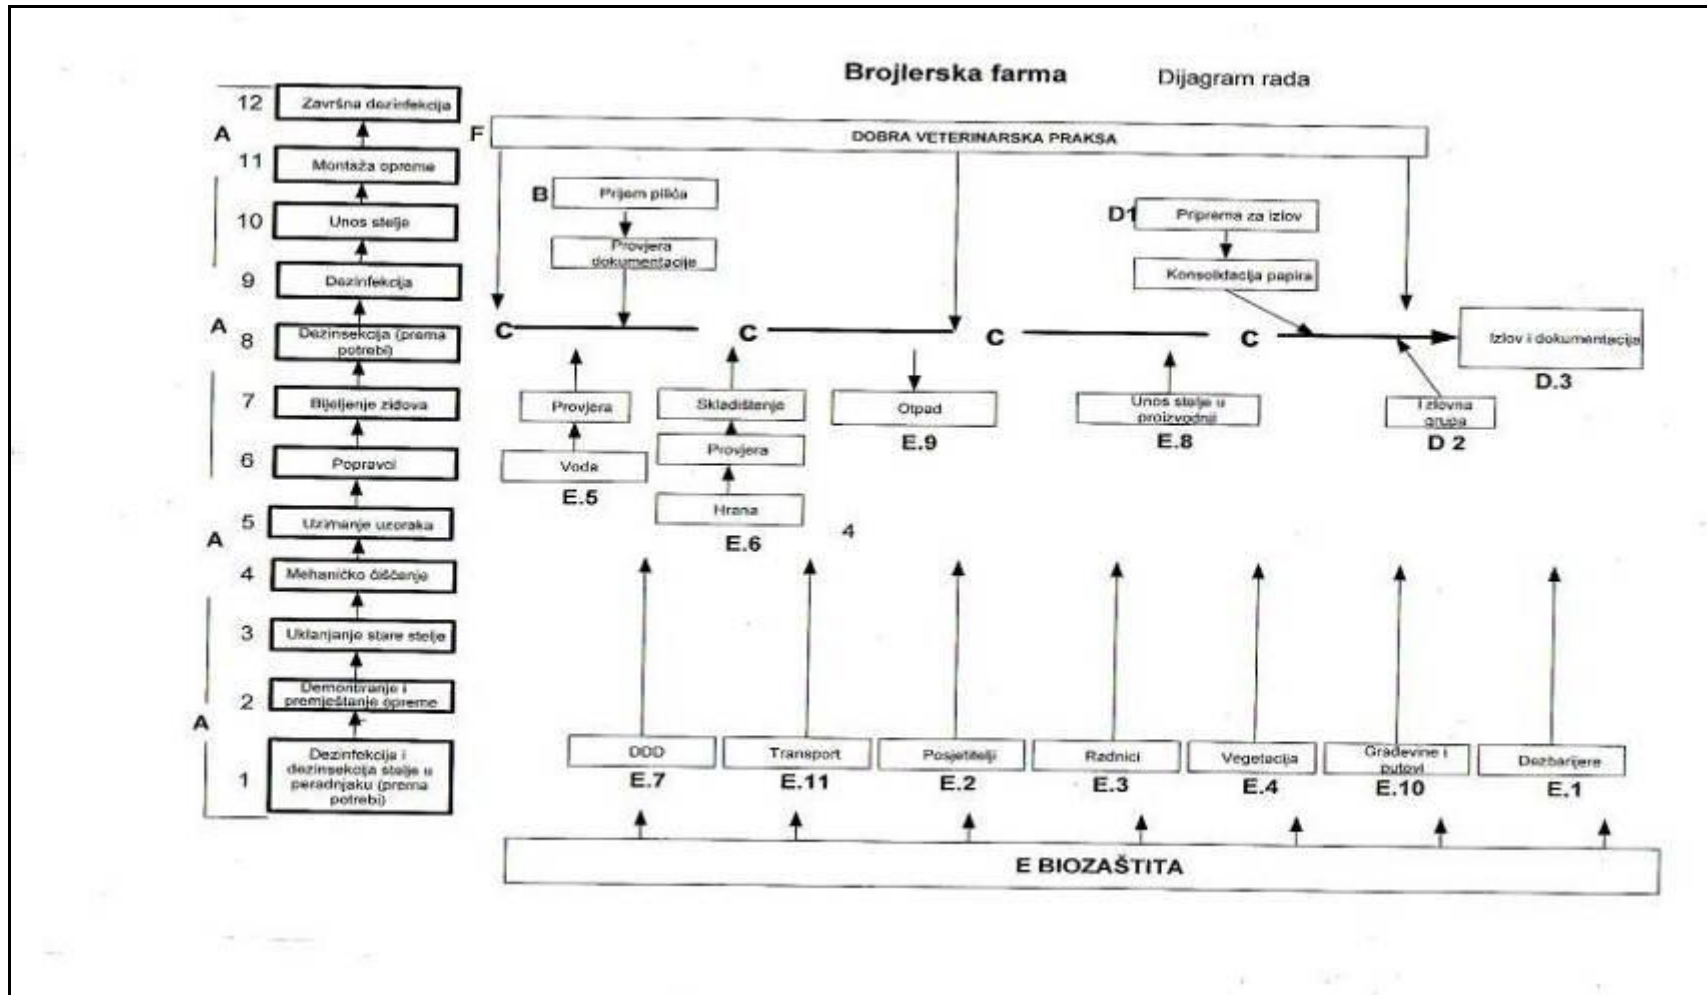 Brojlerska farma
Dijagram rada
12
Završna dezinfekcija
A
11
Montaža opreme
10
Unos stelje
9
Dezinfekcija
A
8
Dezinsekcija (prema
potrebi)
7
Bijeljenje zidova
6
Popravci
5
Uzimanje uzoraka
A
4
Mehaničko čišćenje
3
Uklanjanje stare stelje
2
Demontiranje i
premještanje opreme
A
1
Dezinfekcija i
dezinsekcija stelje u
peradnjaku (prema
potrebi)
F
DOBRA VETERINARSKA PRAKSA
B
Prijem pilića
Provjera
dokumentacije
D1
Priprema za izlov
Konsolidacija papira
C
C
C
C
Izlov i dokumentacija
D.3
Provjera
Voda
E.5
Skladištenje
Provjera
Hrana
E.6
4
Otpad
E.9
Unos stelje u
proizvodnji
E.8
Izlovna
grupa
D 2
DDD
E.7
Transport
E.11
Posjetitelji
E.2
Radnici
E.3
Vegetacija
E.4
Građevine i
putovi
E.10
Dezbarijere
E.1
E BIOZAŠTITA